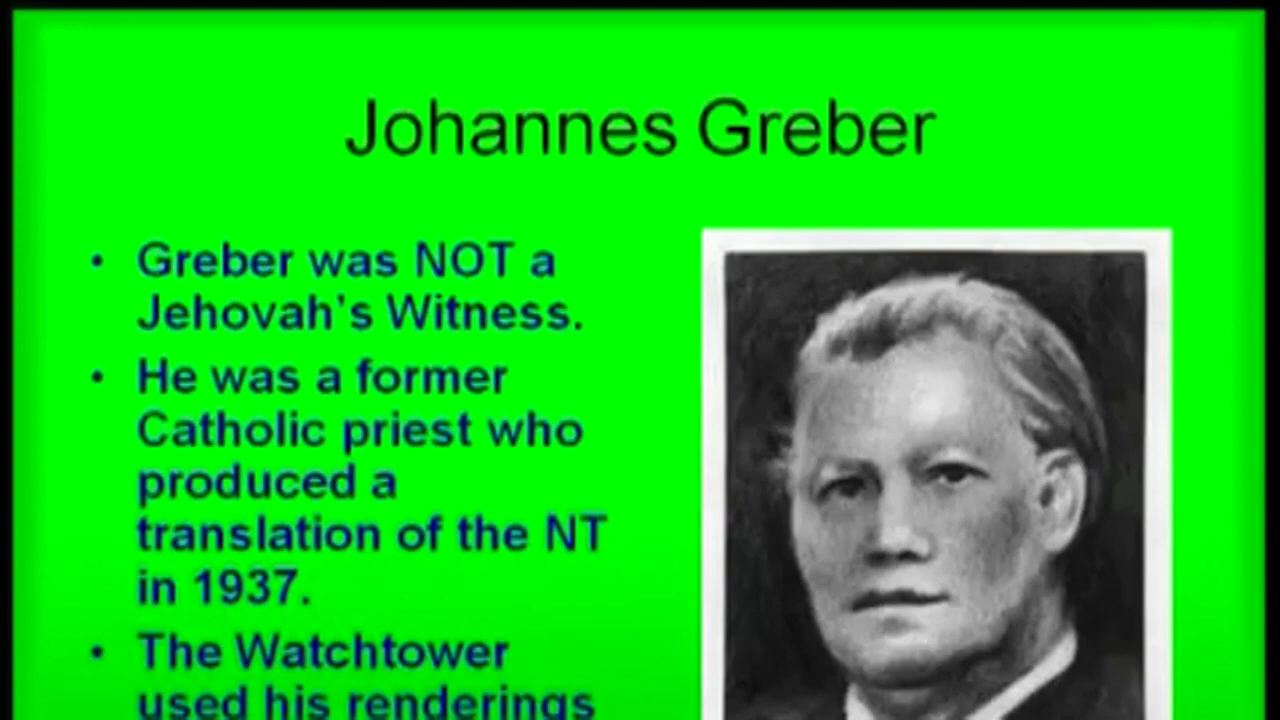 Johannes Greber
• Greber was NOT a
Jehovah's Witness.
• He was a former
Catholic priest who
produced a
translation of the NT
in 1937.
• The Watchtower
used his renderings